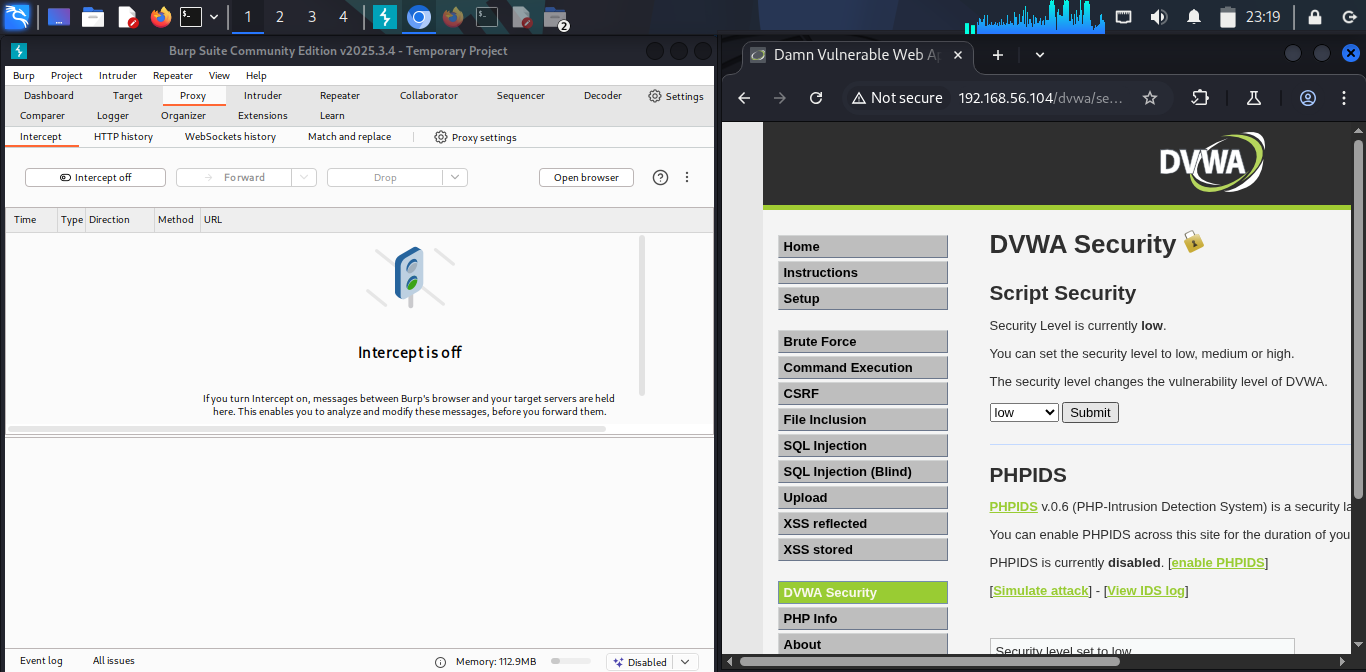 1 2 3 4
2
23:19
Burp Suite Community Edition v2025.3.4 - Temporary Project
Burp Project Intruder Repeater View Help
Dashboard Target Proxy Intruder Repeater Collaborator Sequencer Decoder Settings
Comparer Logger Organizer Extensions Learn
Intercept HTTP history WebSockets history Match and replace Proxy settings
Intercept off Forward Drop Open browser
Time Type Direction Method URL
Intercept is off
If you turn Intercept on, messages between Burp's browser and your target servers are held
here. This enables you to analyze and modify these messages, before you forward them.
Event log All issues Memory: 112.9MB Disabled
Damn Vulnerable Web Ap
Not secure 192.168.56.104/dvwa/se...
DVWA
Home
Instructions
Setup
Brute Force
Command Execution
CSRF
File Inclusion
SQL Injection
SQL Injection (Blind)
Upload
XSS reflected
XSS stored
DVWA Security
PHP Info
About
DVWA Security
Script Security
Security Level is currently low.
You can set the security level to low, medium or high.
The security level changes the vulnerability level of DVWA.
low Submit
PHPIDS
PHPIDS v.0.6 (PHP-Intrusion Detection System) is a security la
You can enable PHPIDS across this site for the duration of you
PHPIDS is currently disabled. [enable PHPIDS]
[Simulate attack] - [View IDS log]
Security level set to low